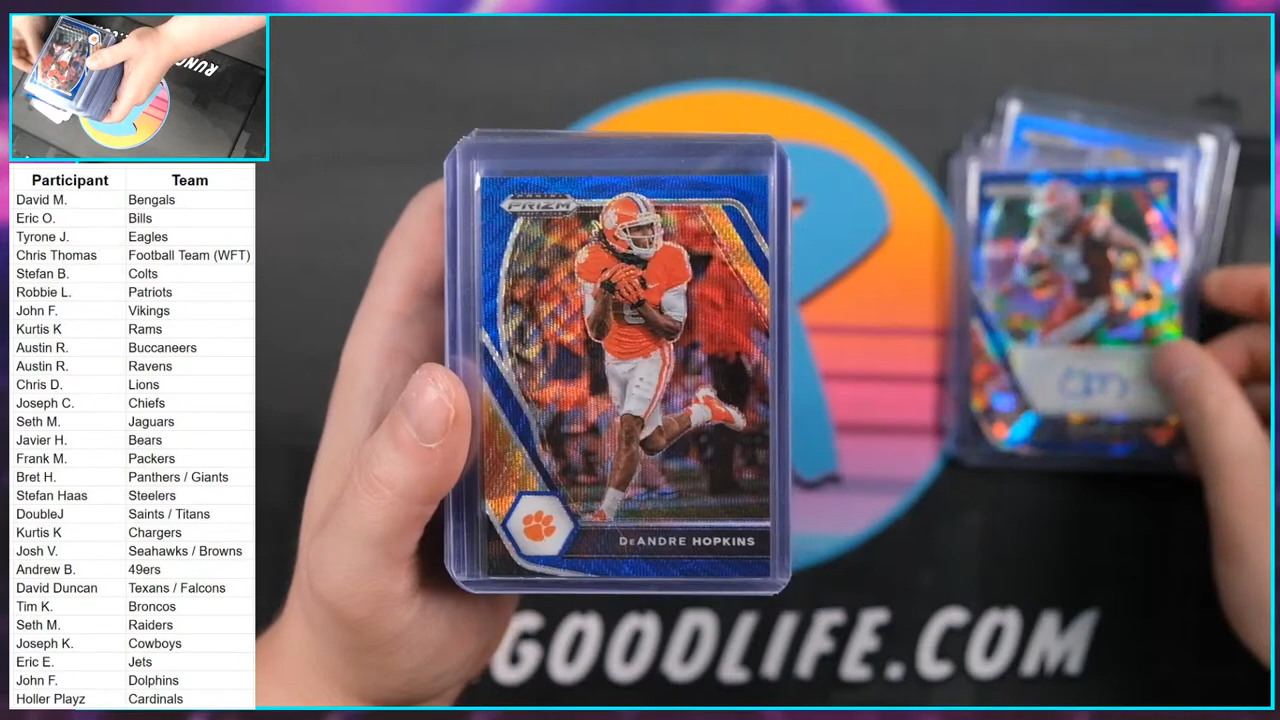 RUNGO
Participant Team
David M. Bengals
Eric O. Bills
Tyrone J. Eagles
Chris Thomas Football Team (WFT)
Stefan B. Colts
Robbie L. Patriots
John F. Vikings
Kurtis K Rams
Austin R. Buccaneers
Austin R. Ravens
Chris D. Lions
Joseph C. Chiefs
Seth M. Jaguars
Javier H. Bears
Frank M. Packers
Bret H. Panthers / Giants
Stefan Haas Steelers
DoubleJ Saints / Titans
Kurtis K Chargers
Josh V. Seahawks / Browns
Andrew B. 49ers
David Duncan Texans / Falcons
Tim K. Broncos
Seth M. Raiders
Joseph K. Cowboys
Eric E. Jets
John F. Dolphins
Holler Playz Cardinals
PRIZM
DeANDRE HOPKINS
GOODLIFE.COM